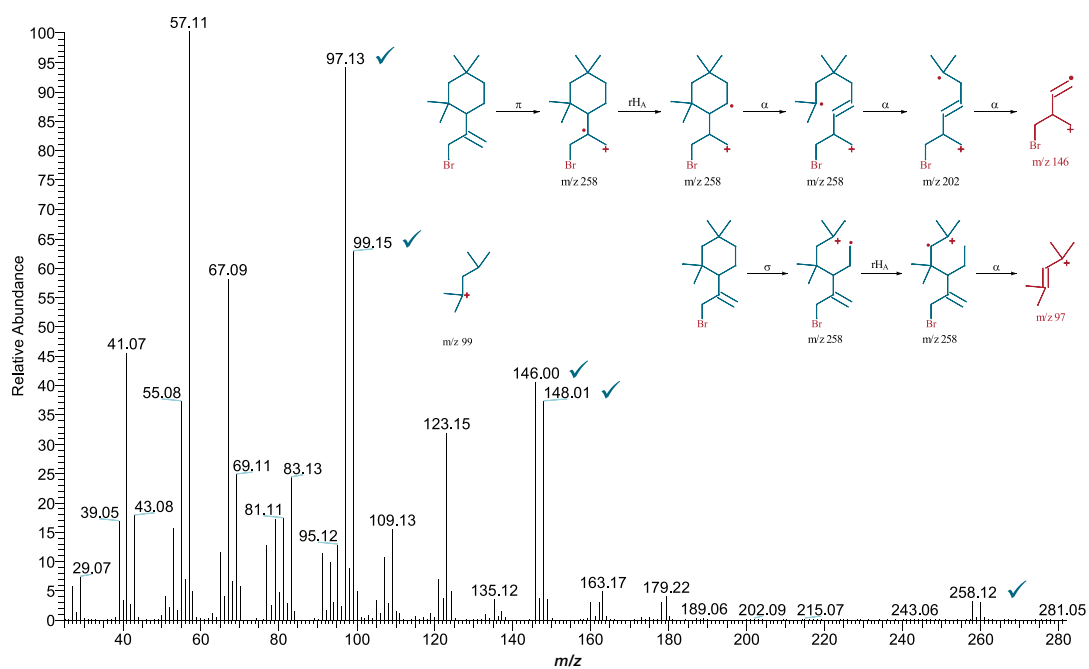 57.11
100
97.13 ✓
95
90
85
80
75
70
65
60
55
50
45
40
35
30
25
20
15
10
5
0
Relative Abundance
π
rH_A
α
α
α
Br
Br
Br
Br
Br
Br
m/z 258
m/z 258
m/z 258
m/z 202
m/z 146
99.15 ✓
67.09
σ
rH_A
α
Br
Br
Br
m/z 99
m/z 258
m/z 258
m/z 97
41.07
146.00 ✓
148.01 ✓
55.08
123.15
69.11
83.13
39.05
43.08
81.11
109.13
95.12
29.07
135.12
163.17
179.22
189.06
202.09
215.07
243.06
258.12 ✓
281.05
40
60
80
100
120
140
160
180
200
220
240
260
280
m/z